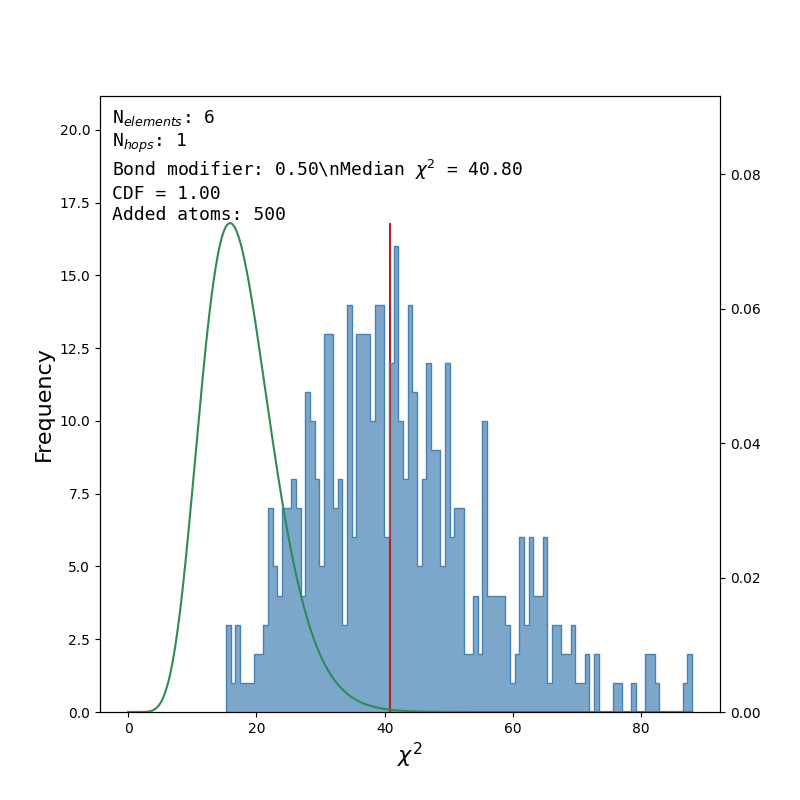 N_elements: 6
N_hops: 1
Bond modifier: 0.50\nMedian χ² = 40.80
CDF = 1.00
Added atoms: 500
20.0
17.5
15.0
12.5
10.0
7.5
5.0
2.5
0.0
Frequency
0.08
0.06
0.04
0.02
0.00
0 20 40 60 80
χ²